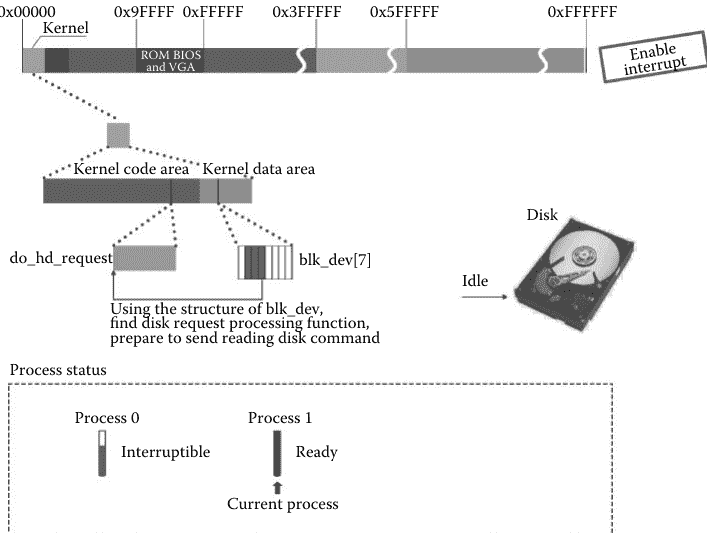 0x00000 0x9FFFF 0xFFFFF 0x3FFFFF 0x5FFFFF 0xFFFFFF
Kernel
ROM BIOS
and VGA
Enable
interrupt
Kernel code area Kernel data area
do_hd_request
blk_dev[7]
Using the structure of blk_dev,
find disk request processing function,
prepare to send reading disk command
Disk
Idle
Process status
Process 0 Process 1
Interruptible Ready
Current process